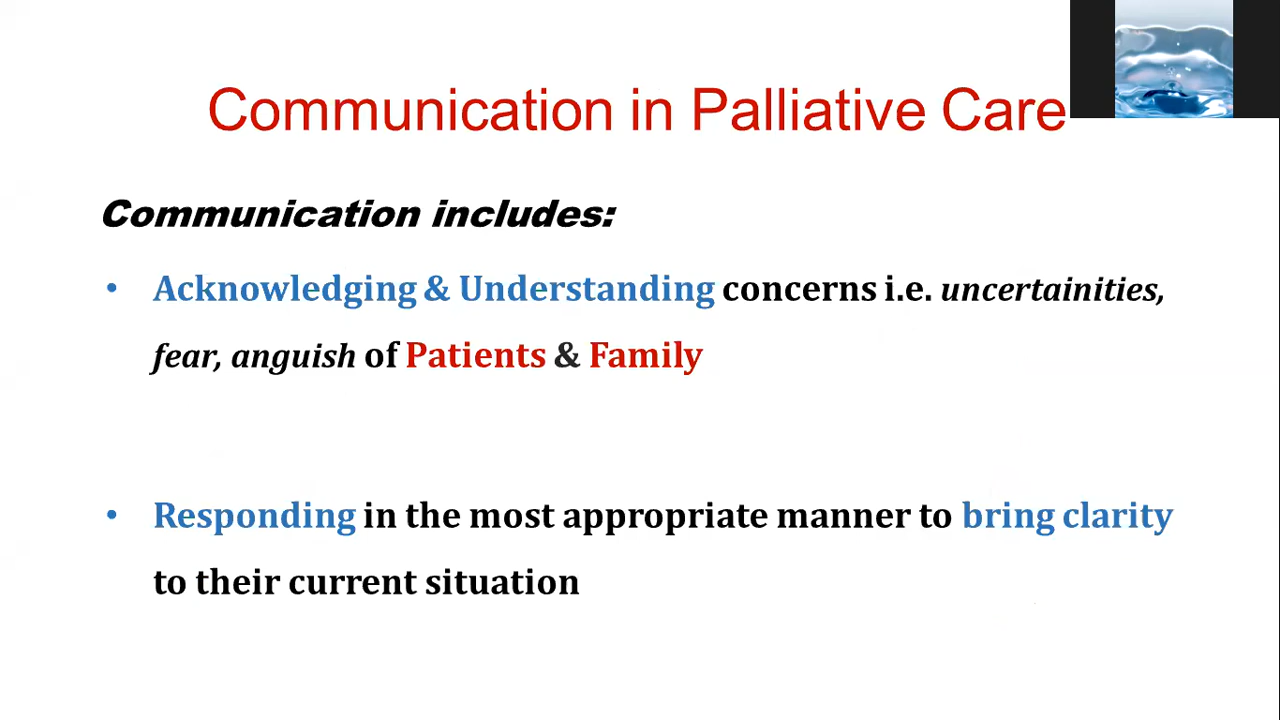 Communication in Palliative Care
Communication includes:
• Acknowledging & Understanding concerns i.e. uncertainities,
fear, anguish of Patients & Family
• Responding in the most appropriate manner to bring clarity
to their current situation